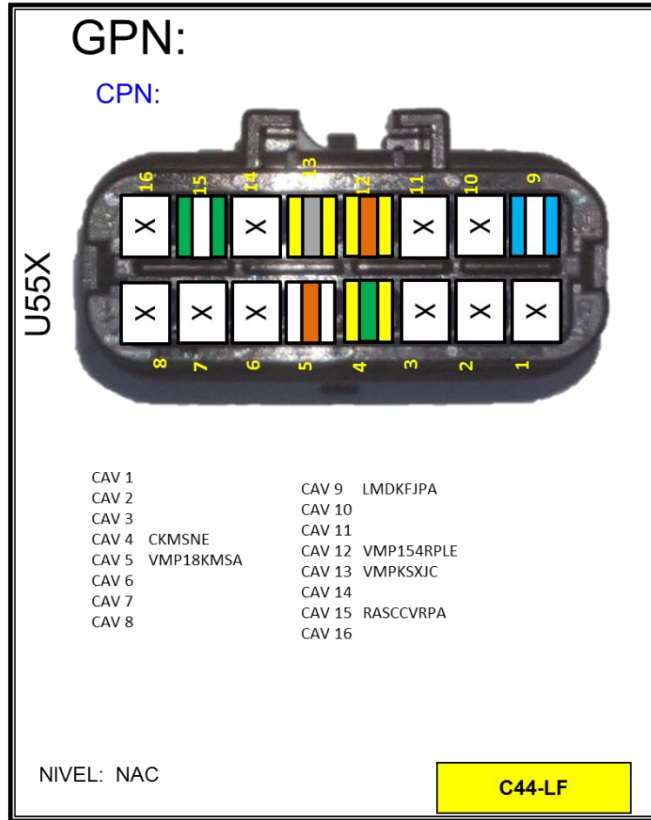 GPN:
CPN:
U55X
16 15 14 13 12 11 10 9
X X X X X
X X X X X X
8 7 6 5 4 3 2 1
CAV 1
CAV 2
CAV 3
CAV 4 CKMSNE
CAV 5 VMP18KMSA
CAV 6
CAV 7
CAV 8
CAV 9 LMDKFJPA
CAV 10
CAV 11
CAV 12 VMP154RPLE
CAV 13 VMPKSXJC
CAV 14
CAV 15 RASCCVRPA
CAV 16
NIVEL: NAC
C44-LF